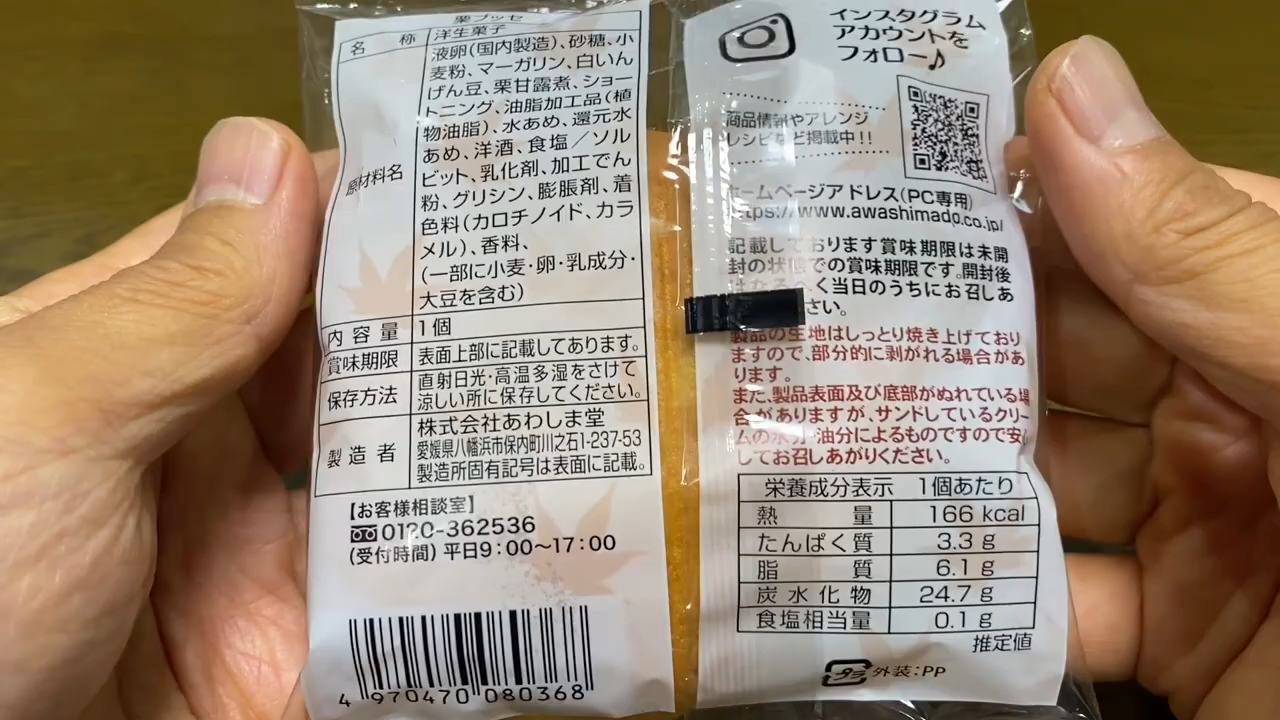 栗ブッセ
名称 洋生菓子
原材料名
液卵(国内製造)、砂糖、小
麦粉、マーガリン、白いん
げん豆、栗甘露煮、ショー
トニング、油脂加工品(植
物油脂)、水あめ、還元水
あめ、洋酒、食塩/ソル
ビット、乳化剤、加工でん
粉、グリシン、膨脹剤、着
色料(カロチノイド、カラ
メル)、香料、
(一部に小麦・卵・乳成分・
大豆を含む)
内容量 1個
賞味期限 表面上部に記載してあります。
保存方法 直射日光・高温多湿をさけて
涼しい所に保存してください。
製造者 株式会社あわしま堂
愛媛県八幡浜市保内町川之石1-237-53
製造所固有記号は表面に記載。
【お客様相談室】
0120-362536
(受付時間) 平日9:00~17:00
4 970470 080368
インスタグラム
アカウントを
フォロー♪
商品情報やアレンジ
レシピなど掲載中!!
ホームページアドレス(PC専用)
https://www.awashimado.co.jp/
記載しております賞味期限は未開
封の状態での賞味期限です。開封後
く当日のうちにお召しあ
さい。
製品の生地はしっとり焼き上げており
ますので、部分的に剥がれる場合があ
ります。
また、製品表面及び底部がぬれている場
合がありますが、サンドしているクリー
ムの水分・油分によるものですので安心
してお召しあがりください。
栄養成分表示 1個あたり
熱量 166 kcal
たんぱく質 3.3 g
脂質 6.1 g
炭水化物 24.7 g
食塩相当量 0.1 g
推定値
プラ 外装:PP